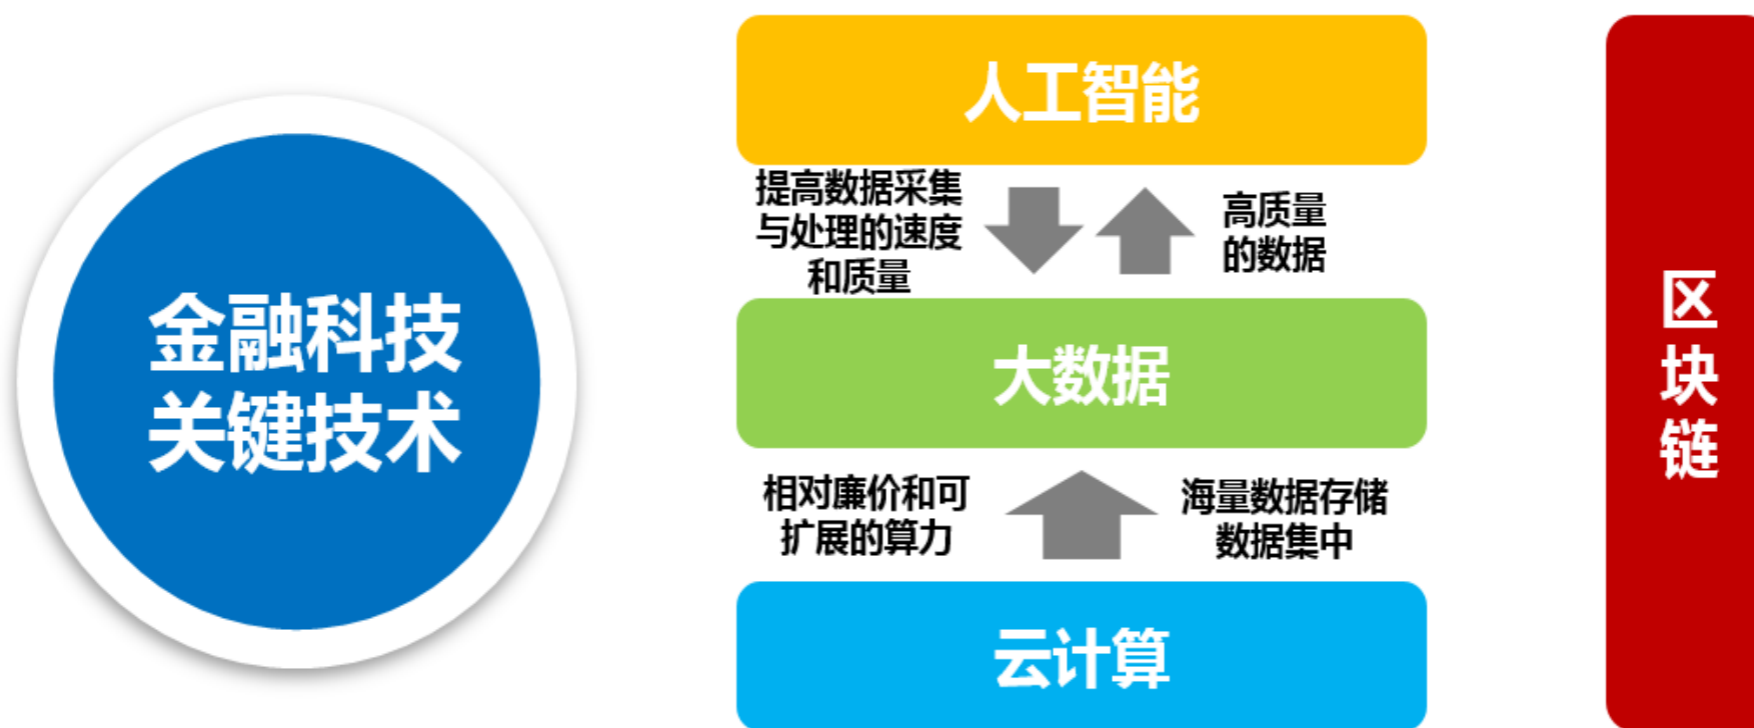 金融科技
关键技术
人工智能
提高数据采集
与处理的速度
和质量
高质量
的数据
大数据
相对廉价和可
扩展的算力
海量数据存储
数据集中
云计算
区
块
链